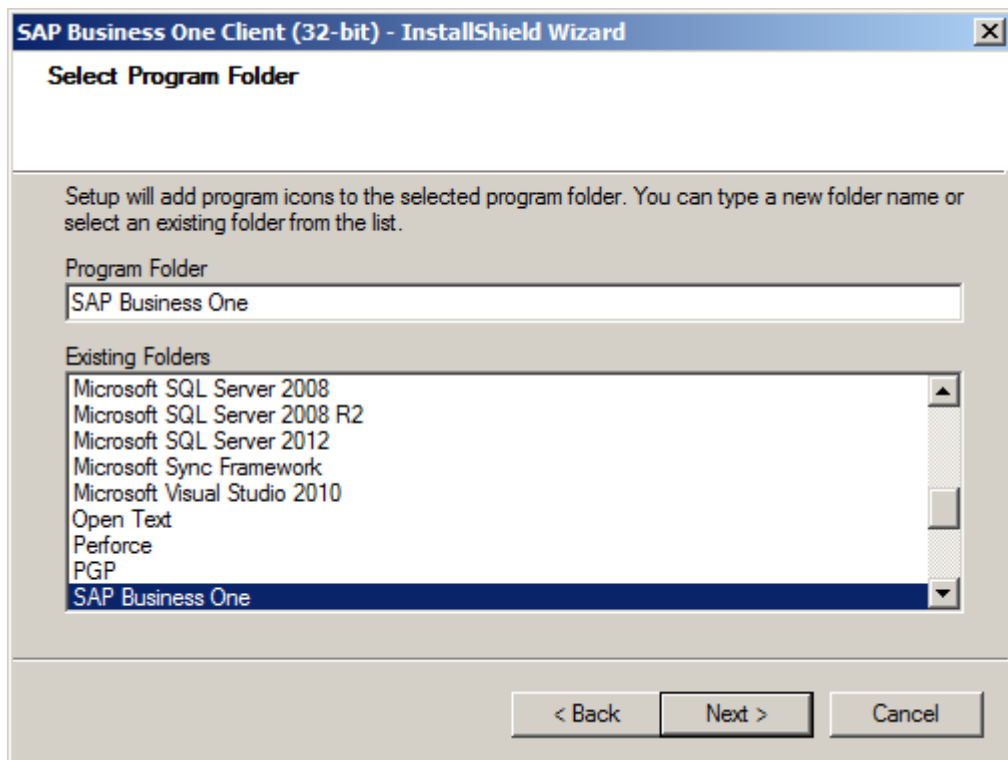 SAP Business One Client (32-bit) - InstallShield Wizard
Select Program Folder
Setup will add program icons to the selected program folder. You can type a new folder name or
select an existing folder from the list.
Program Folder
SAP Business One
Existing Folders
Microsoft SQL Server 2008
Microsoft SQL Server 2008 R2
Microsoft SQL Server 2012
Microsoft Sync Framework
Microsoft Visual Studio 2010
Open Text
Perforce
PGP
SAP Business One
< Back
Next >
Cancel